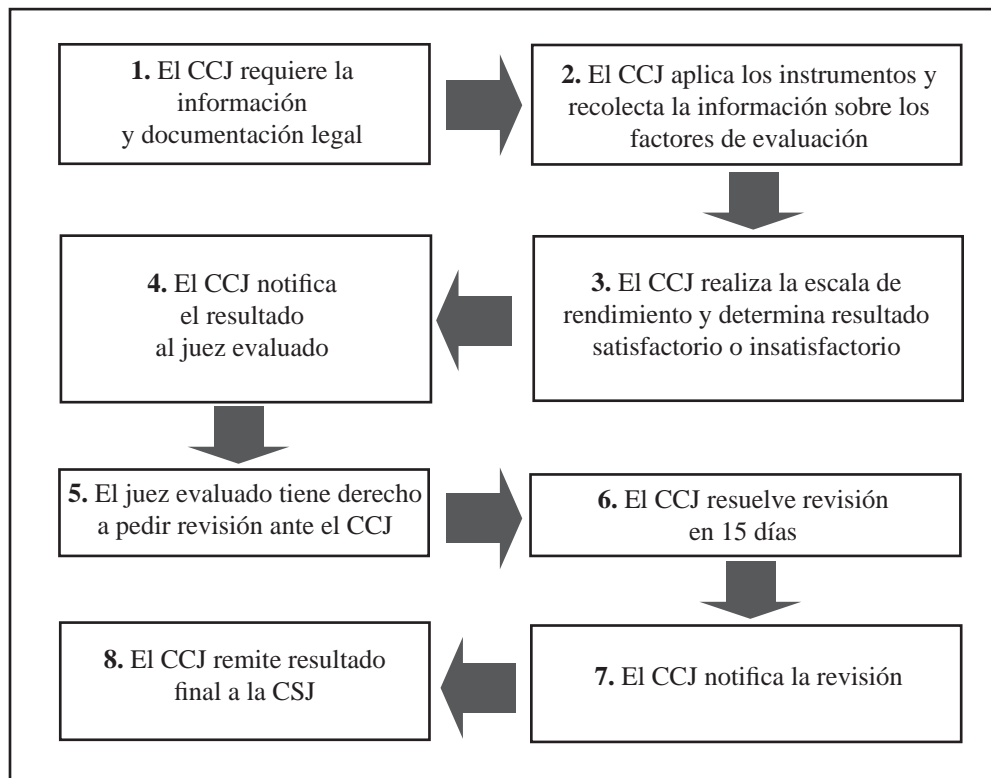 1. El CCJ requiere la
información
y documentación legal
2. El CCJ aplica los instrumentos y
recolecta la información sobre los
factores de evaluación
3. El CCJ realiza la escala de
rendimiento y determina resultado
satisfactorio o insatisfactorio
4. El CCJ notifica
el resultado
al juez evaluado
5. El juez evaluado tiene derecho
a pedir revisión ante el CCJ
6. El CCJ resuelve revisión
en 15 días
7. El CCJ notifica la revisión
8. El CCJ remite resultado
final a la CSJ